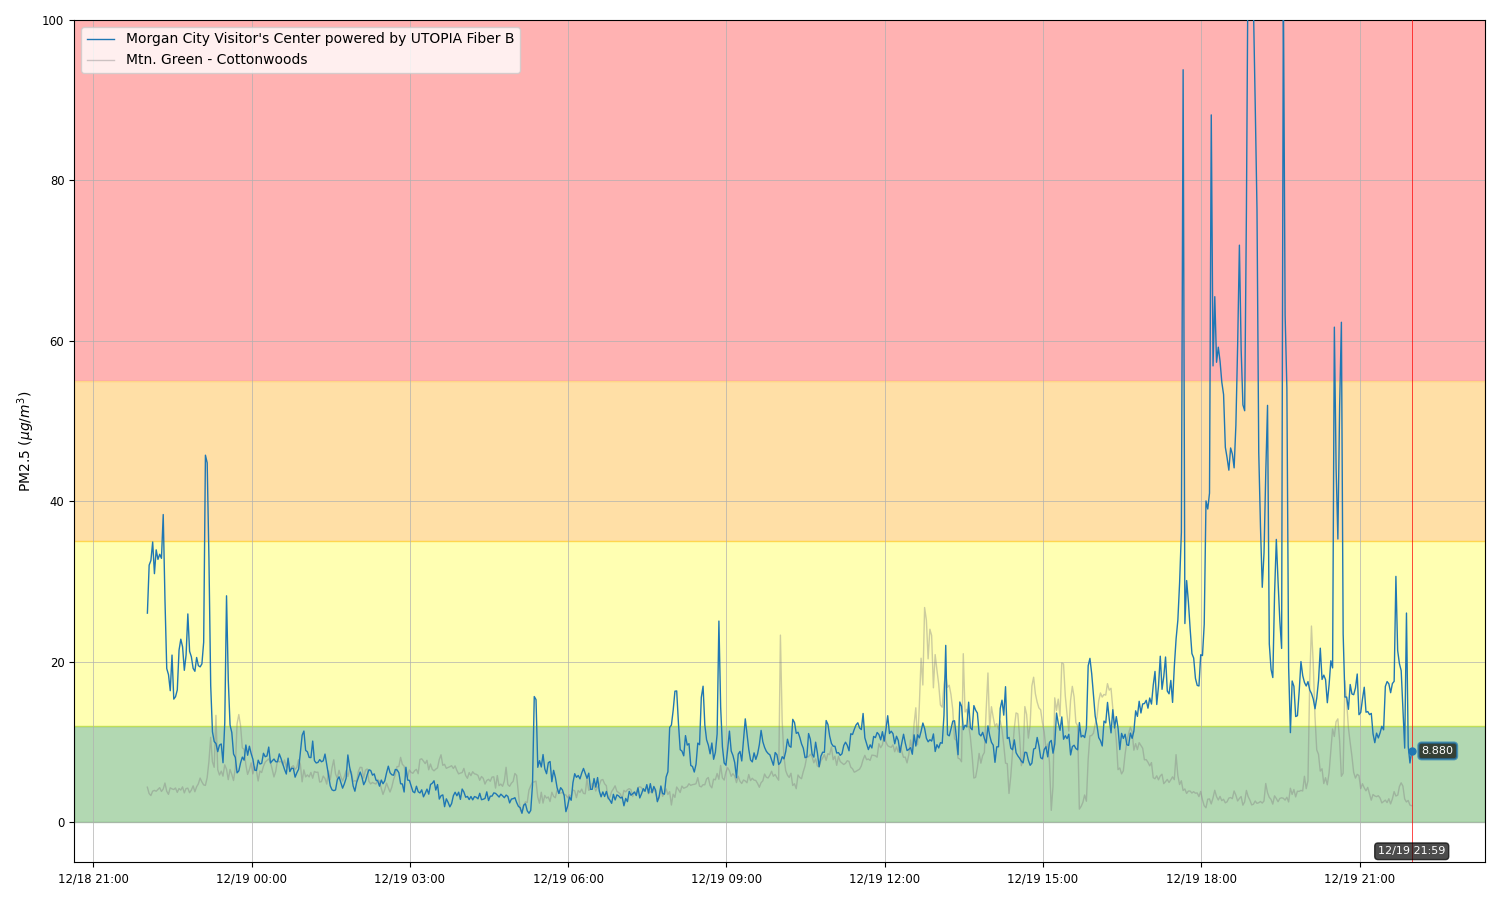 100
80
60
40
20
0
PM2.5 (μg/m³)
Morgan City Visitor's Center powered by UTOPIA Fiber B
Mtn. Green - Cottonwoods
8.880
12/19 21:59
12/18 21:00 12/19 00:00 12/19 03:00 12/19 06:00 12/19 09:00 12/19 12:00 12/19 15:00 12/19 18:00 12/19 21:00